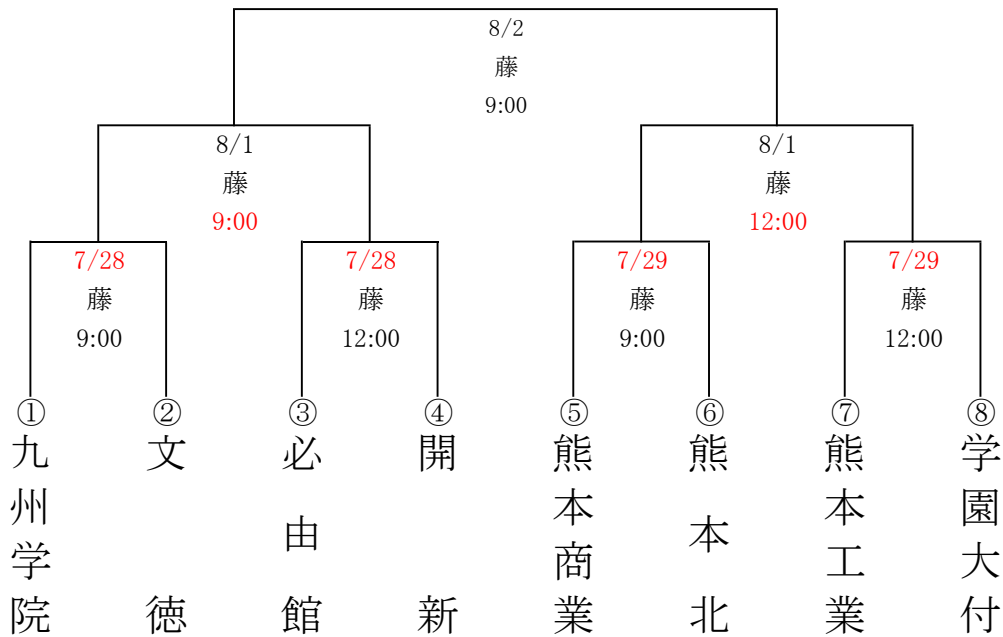 8/2
藤
9:00
8/1
藤
9:00
8/1
藤
12:00
7/28
藤
9:00
7/28
藤
12:00
7/29
藤
9:00
7/29
藤
12:00
①
九州学院
②
文徳
③
必由館
④
開新
⑤
熊本商業
⑥
熊本北
⑦
熊本工業
⑧
学園大付